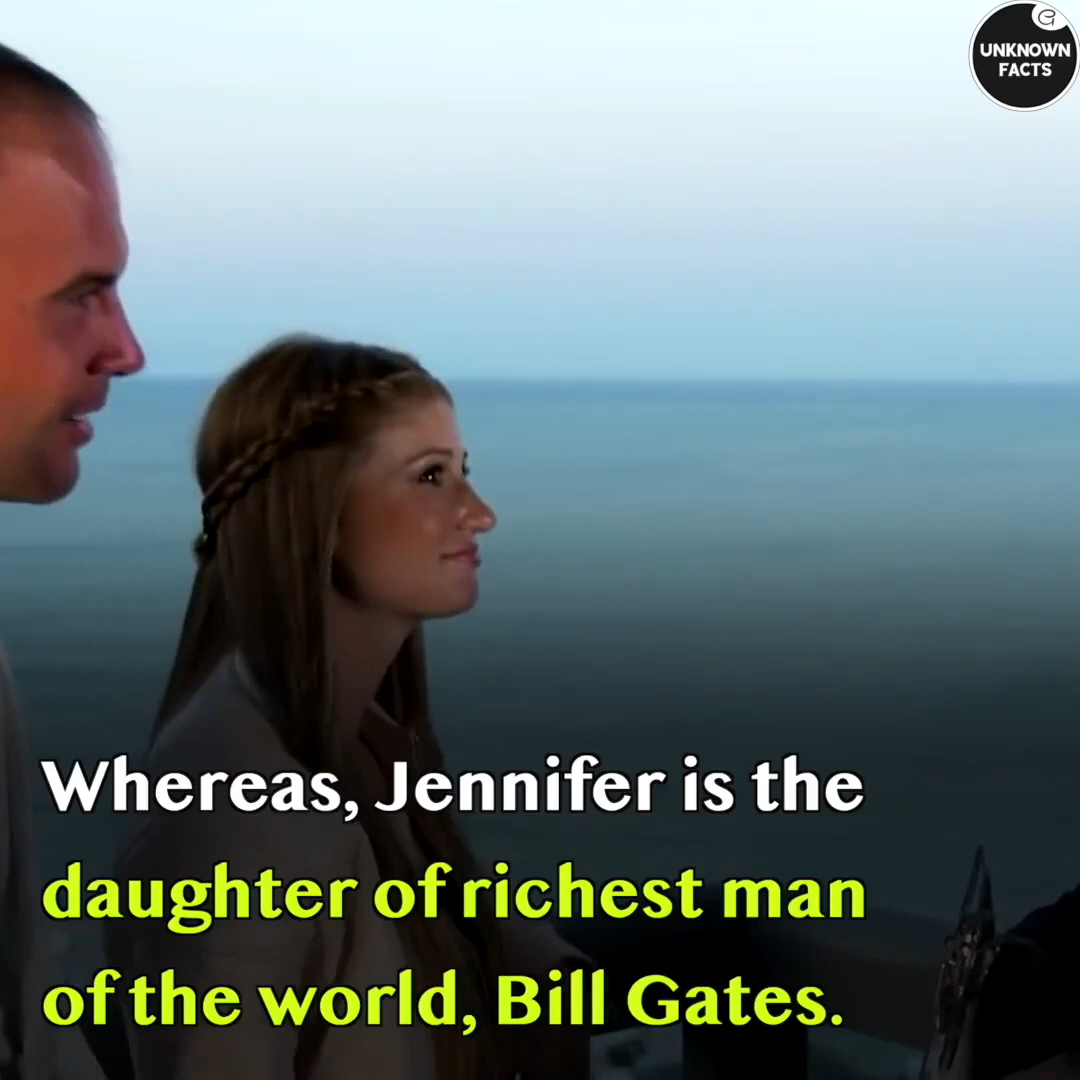 G
UNKNOWN
FACTS
Whereas, Jennifer is the
daughter of richest man
of the world, Bill Gates.